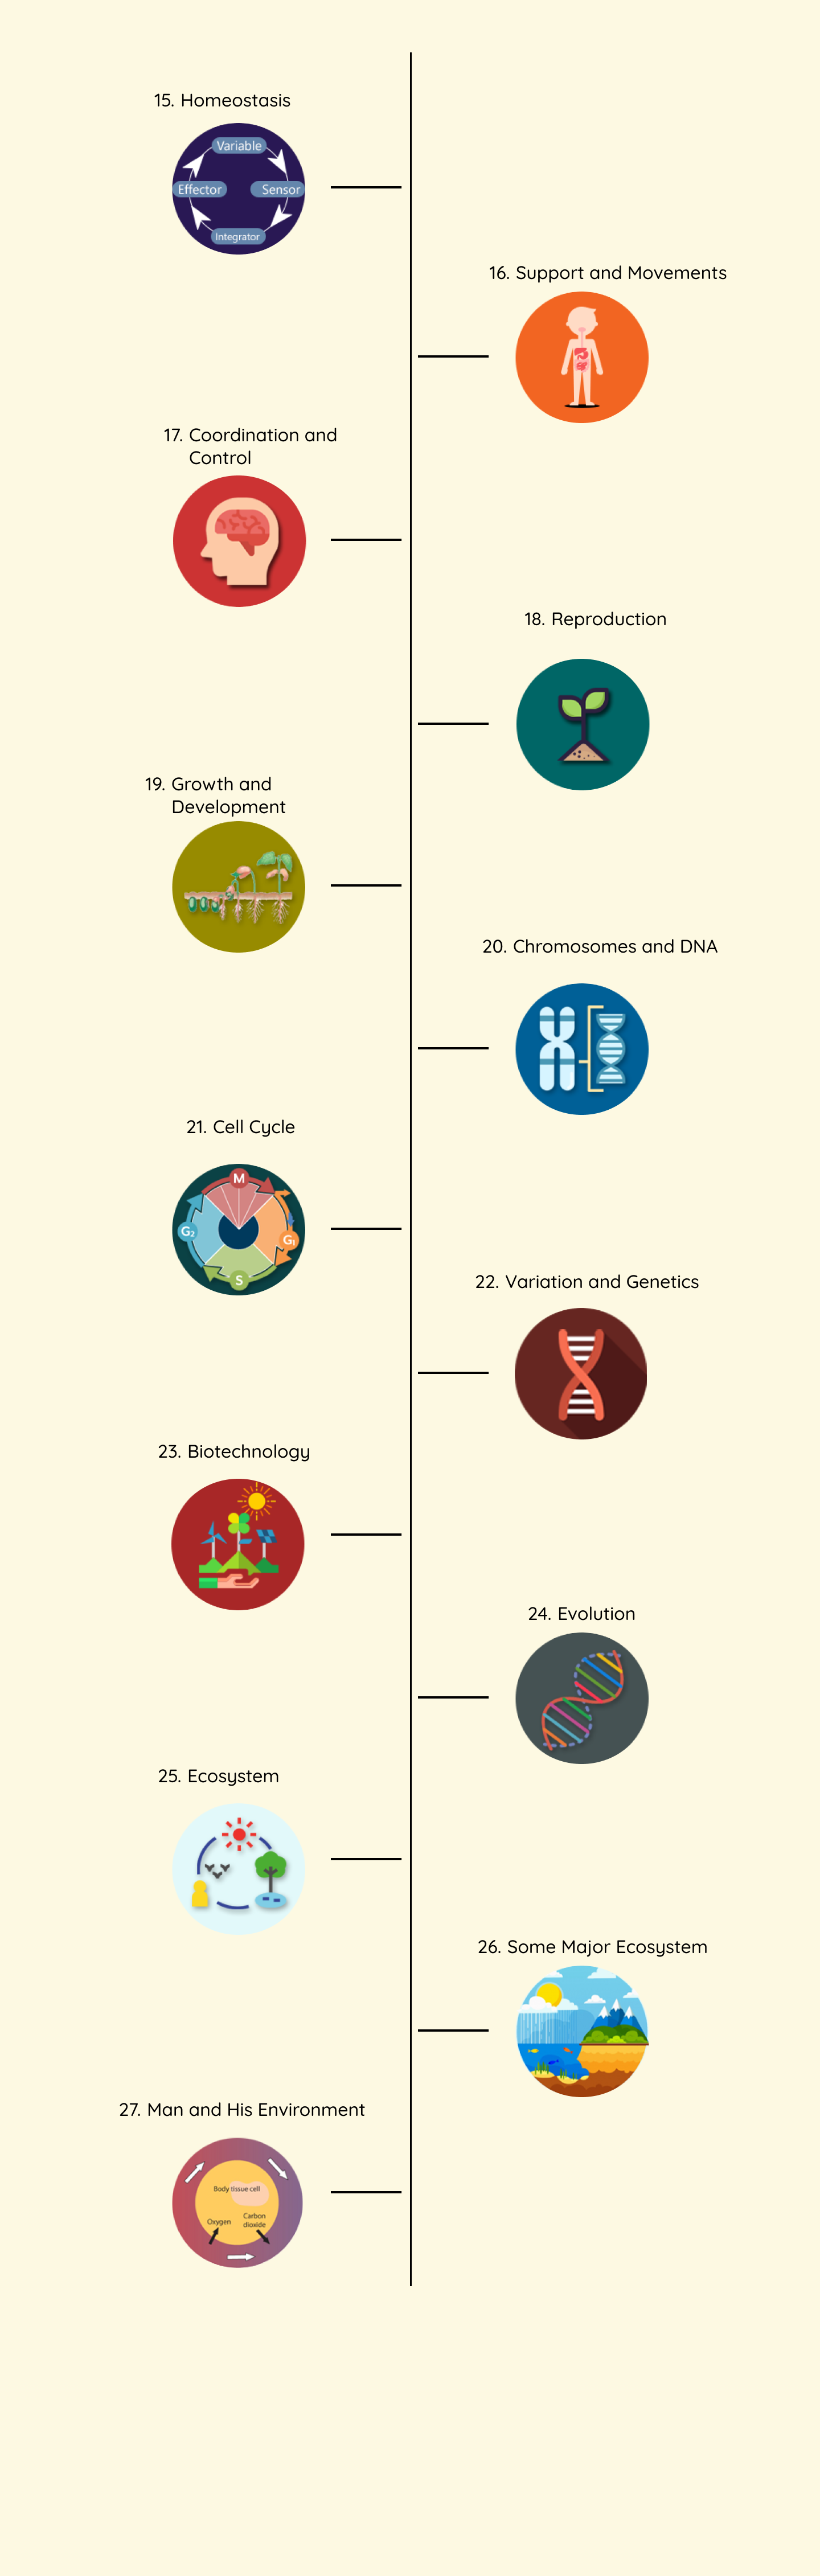 15. Homeostasis
Variable
Effector
Sensor
Integrator
16. Support and Movements
17. Coordination and
Control
18. Reproduction
19. Growth and
Development
20. Chromosomes and DNA
21. Cell Cycle
M
G₂
G₁
S
22. Variation and Genetics
23. Biotechnology
24. Evolution
25. Ecosystem
26. Some Major Ecosystem
27. Man and His Environment
Body tissue cell
Oxygen
Carbon
dioxide